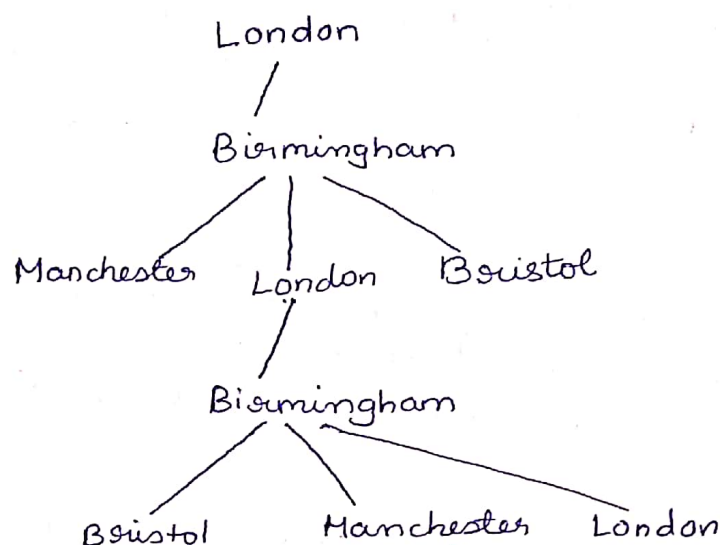 London
Birmingham
Manchester London Bristol
Birmingham
Bristol Manchester London